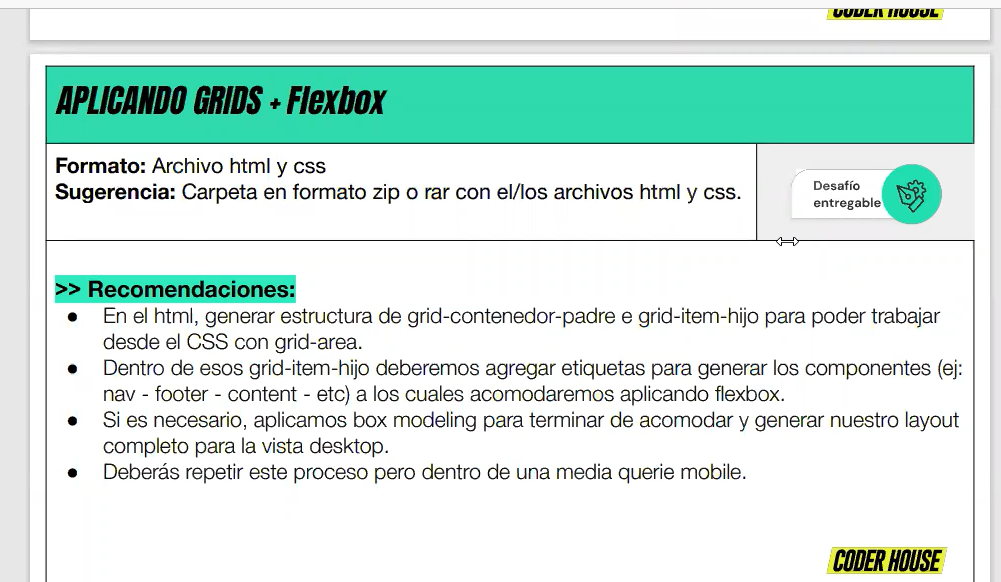 CODER HOUSE
APLICANDO GRIDS + Flexbox
Formato: Archivo html y css
Sugerencia: Carpeta en formato zip o rar con el/los archivos html y css.
Desafío
entregable
>> Recomendaciones:
● En el html, generar estructura de grid-contenedor-padre e grid-item-hijo para poder trabajar
desde el CSS con grid-area.
● Dentro de esos grid-item-hijo deberemos agregar etiquetas para generar los componentes (ej:
nav - footer - content - etc) a los cuales acomodaremos aplicando flexbox.
● Si es necesario, aplicamos box modeling para terminar de acomodar y generar nuestro layout
completo para la vista desktop.
● Deberás repetir este proceso pero dentro de una media querie mobile.
CODER HOUSE